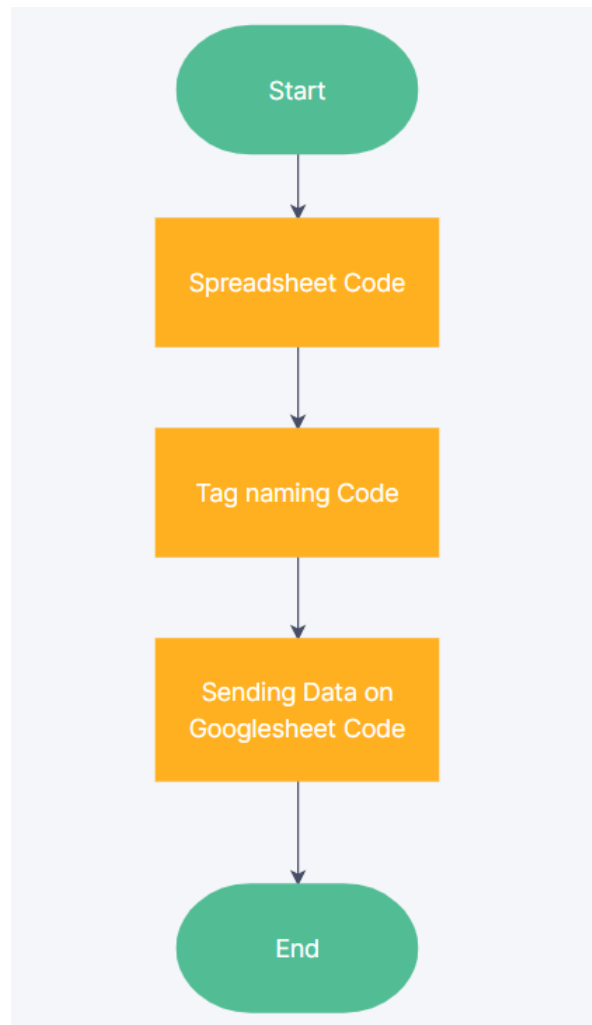 Start
Spreadsheet Code
Tag naming Code
Sending Data on
Googlesheet Code
End